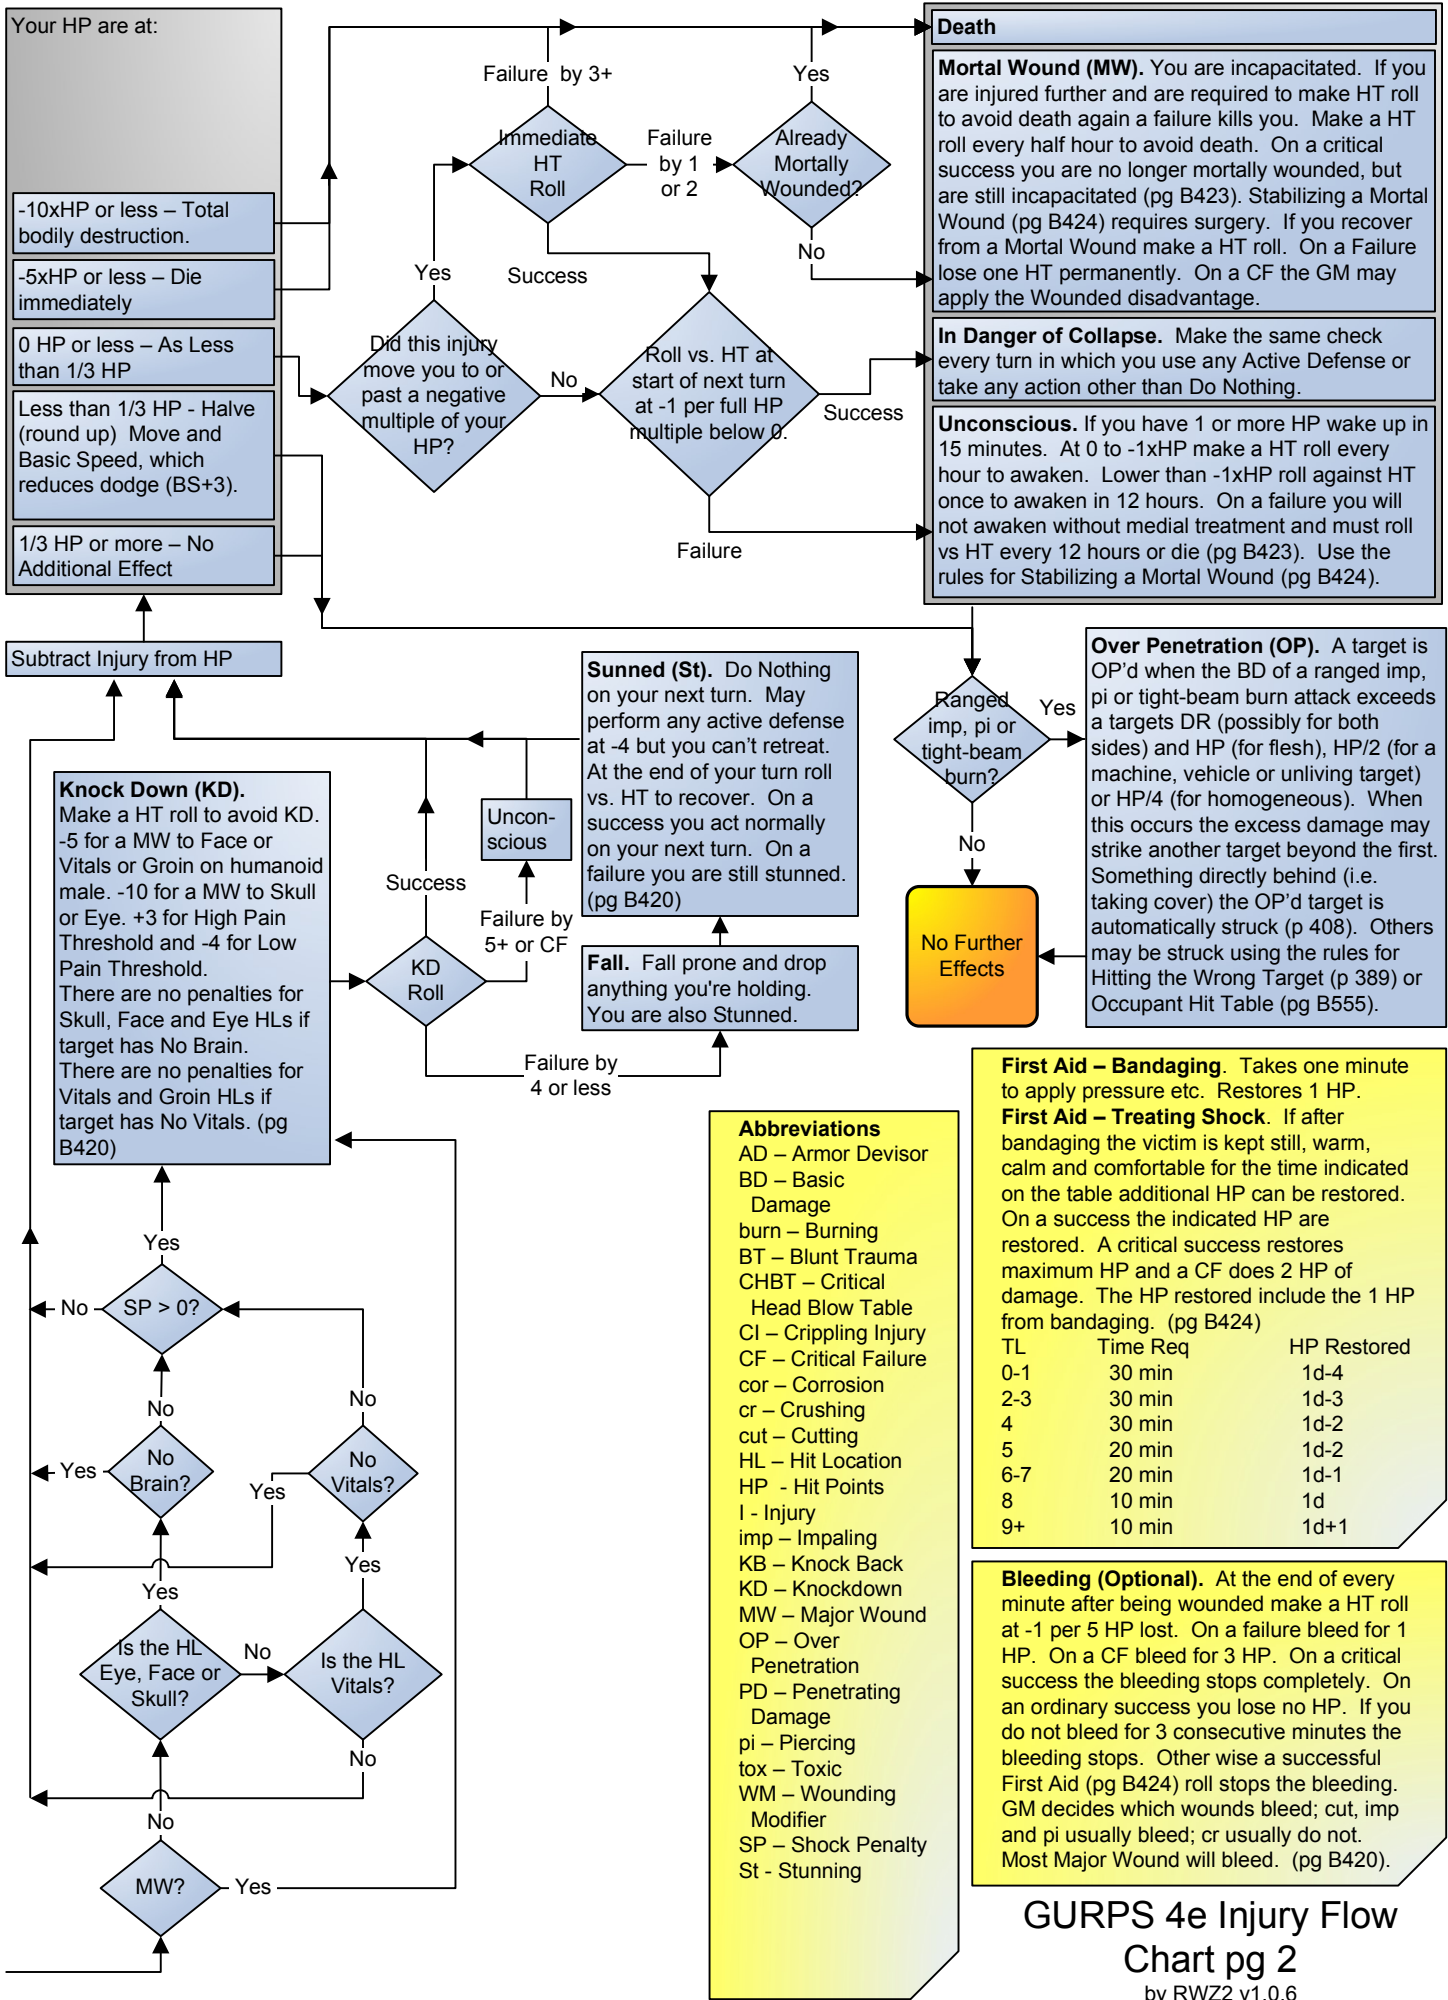 Your HP are at:
-10xHP or less – Total
bodily destruction.
-5xHP or less – Die
immediately
0 HP or less – As Less
than 1/3 HP
Less than 1/3 HP - Halve
(round up)  Move and
Basic Speed, which
reduces dodge (BS+3).
1/3 HP or more – No
Additional Effect
Subtract Injury from HP
Failure  by 3+
Immediate
HT
Roll
Failure
by 1
or 2
Yes
Already
Mortally
Wounded?
No
Success
Yes
Did this injury
move you to or
past a negative
multiple of your
HP?
No
Roll vs. HT at
start of next turn
at -1 per full HP
multiple below 0.
Success
Failure
Death
Mortal Wound (MW). You are incapacitated.  If you
are injured further and are required to make HT roll
to avoid death again a failure kills you.  Make a HT
roll every half hour to avoid death.  On a critical
success you are no longer mortally wounded, but
are still incapacitated (pg B423). Stabilizing a Mortal
Wound (pg B424) requires surgery.  If you recover
from a Mortal Wound make a HT roll.  On a Failure
lose one HT permanently.  On a CF the GM may
apply the Wounded disadvantage.
In Danger of Collapse.  Make the same check
every turn in which you use any Active Defense or
take any action other than Do Nothing.
Unconscious. If you have 1 or more HP wake up in
15 minutes.  At 0 to -1xHP make a HT roll every
hour to awaken.  Lower than -1xHP roll against HT
once to awaken in 12 hours.  On a failure you will
not awaken without medial treatment and must roll
vs HT every 12 hours or die (pg B423).  Use the
rules for Stabilizing a Mortal Wound (pg B424).
Ranged
imp, pi or
tight-beam
burn?
Yes
No
No Further
Effects
Over Penetration (OP).  A target is
OP’d when the BD of a ranged imp,
pi or tight-beam burn attack exceeds
a targets DR (possibly for both
sides) and HP (for flesh), HP/2 (for a
machine, vehicle or unliving target)
or HP/4 (for homogeneous).  When
this occurs the excess damage may
strike another target beyond the first.
Something directly behind (i.e.
taking cover) the OP’d target is
automatically struck (p 408).  Others
may be struck using the rules for
Hitting the Wrong Target (p 389) or
Occupant Hit Table (pg B555).
Sunned (St).  Do Nothing
on your next turn.  May
perform any active defense
at -4 but you can’t retreat.
At the end of your turn roll
vs. HT to recover.  On a
success you act normally
on your next turn.  On a
failure you are still stunned.
(pg B420)
Fall.  Fall prone and drop
anything you're holding.
You are also Stunned.
Uncon-
scious
Success
Failure by
5+ or CF
KD
Roll
Failure by
4 or less
Knock Down (KD).
Make a HT roll to avoid KD.
-5 for a MW to Face or
Vitals or Groin on humanoid
male. -10 for a MW to Skull
or Eye. +3 for High Pain
Threshold and -4 for Low
Pain Threshold.
There are no penalties for
Skull, Face and Eye HLs if
target has No Brain.
There are no penalties for
Vitals and Groin HLs if
target has No Vitals. (pg
B420)
Yes
No
SP > 0?
No
No
Yes
No
Brain?
No
Vitals?
Yes
Yes
Yes
Is the HL
Eye, Face or
Skull?
No
Is the HL
Vitals?
No
No
MW?
Yes
Abbreviations
AD – Armor Devisor
BD – Basic
Damage
burn – Burning
BT – Blunt Trauma
CHBT – Critical
Head Blow Table
CI – Crippling Injury
CF – Critical Failure
cor – Corrosion
cr – Crushing
cut – Cutting
HL – Hit Location
HP  - Hit Points
I - Injury
imp – Impaling
KB – Knock Back
KD – Knockdown
MW – Major Wound
OP – Over
Penetration
PD – Penetrating
Damage
pi – Piercing
tox – Toxic
WM – Wounding
Modifier
SP – Shock Penalty
St - Stunning
First Aid – Bandaging.  Takes one minute
to apply pressure etc.  Restores 1 HP.
First Aid – Treating Shock.  If after
bandaging the victim is kept still, warm,
calm and comfortable for the time indicated
on the table additional HP can be restored.
On a success the indicated HP are
restored.  A critical success restores
maximum HP and a CF does 2 HP of
damage.  The HP restored include the 1 HP
from bandaging.  (pg B424)
TL Time Req HP Restored
0-1 30 min 1d-4
2-3 30 min 1d-3
4 30 min 1d-2
5 20 min 1d-2
6-7 20 min 1d-1
8 10 min 1d
9+ 10 min 1d+1
Bleeding (Optional).  At the end of every
minute after being wounded make a HT roll
at -1 per 5 HP lost.  On a failure bleed for 1
HP.  On a CF bleed for 3 HP.  On a critical
success the bleeding stops completely.  On
an ordinary success you lose no HP.  If you
do not bleed for 3 consecutive minutes the
bleeding stops.  Other wise a successful
First Aid (pg B424) roll stops the bleeding.
GM decides which wounds bleed; cut, imp
and pi usually bleed; cr usually do not.
Most Major Wound will bleed.  (pg B420).
GURPS 4e Injury Flow
Chart pg 2
by RWZ2 v1.0.6